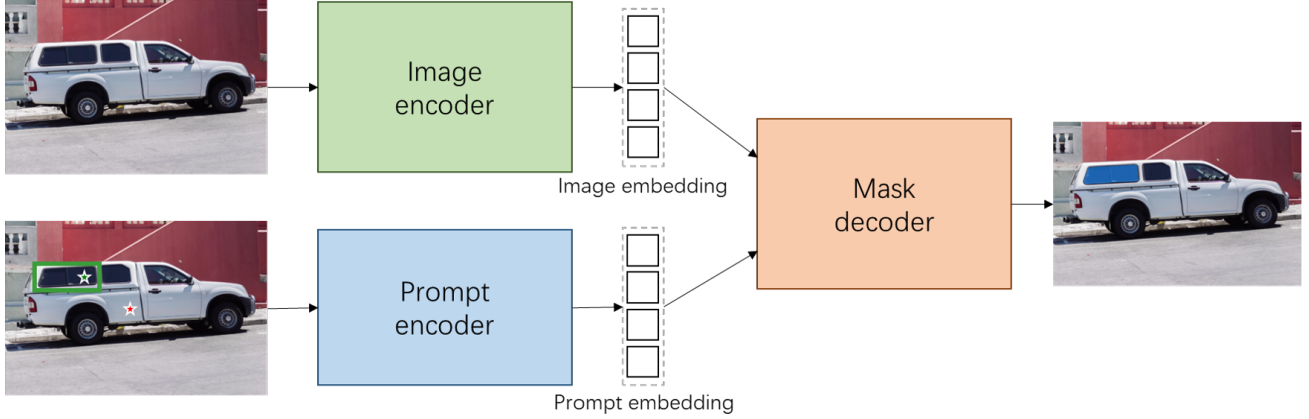 Image
encoder
Image embedding
Mask
decoder
Prompt
encoder
Prompt embedding